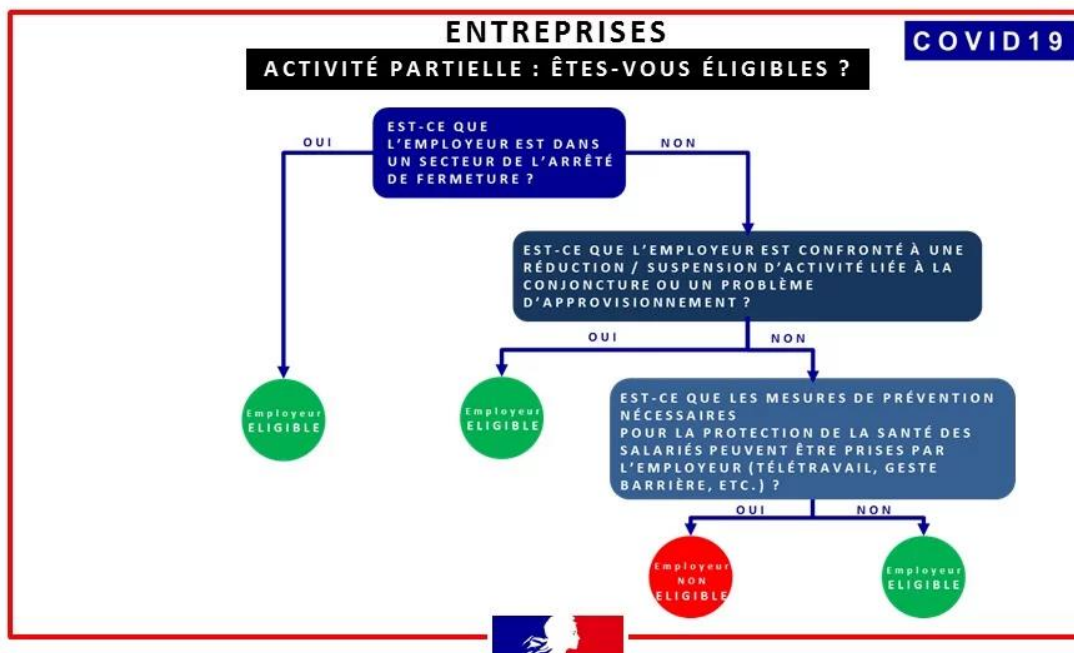 ENTREPRISES
COVID19
ACTIVITÉ PARTIELLE : ÊTES-VOUS ÉLIGIBLES ?
EST-CE QUE
L'EMPLOYEUR EST DANS
UN SECTEUR DE L'ARRÊTÉ
DE FERMETURE ?
OUI
NON
EST-CE QUE L'EMPLOYEUR EST CONFRONTÉ À UNE
RÉDUCTION / SUSPENSION D'ACTIVITÉ LIÉE À LA
CONJONCTURE OU UN PROBLÈME
D'APPROVISIONNEMENT ?
OUI
NON
Employeur
ELIGIBLE
Employeur
ELIGIBLE
EST-CE QUE LES MESURES DE PRÉVENTION
NÉCESSAIRES
POUR LA PROTECTION DE LA SANTÉ DES
SALARIÉS PEUVENT ÊTRE PRISES PAR
L'EMPLOYEUR (TÉLÉTRAVAIL, GESTE
BARRIÈRE, ETC.) ?
OUI
NON
Employeur
NON
ELIGIBLE
Employeur
ELIGIBLE